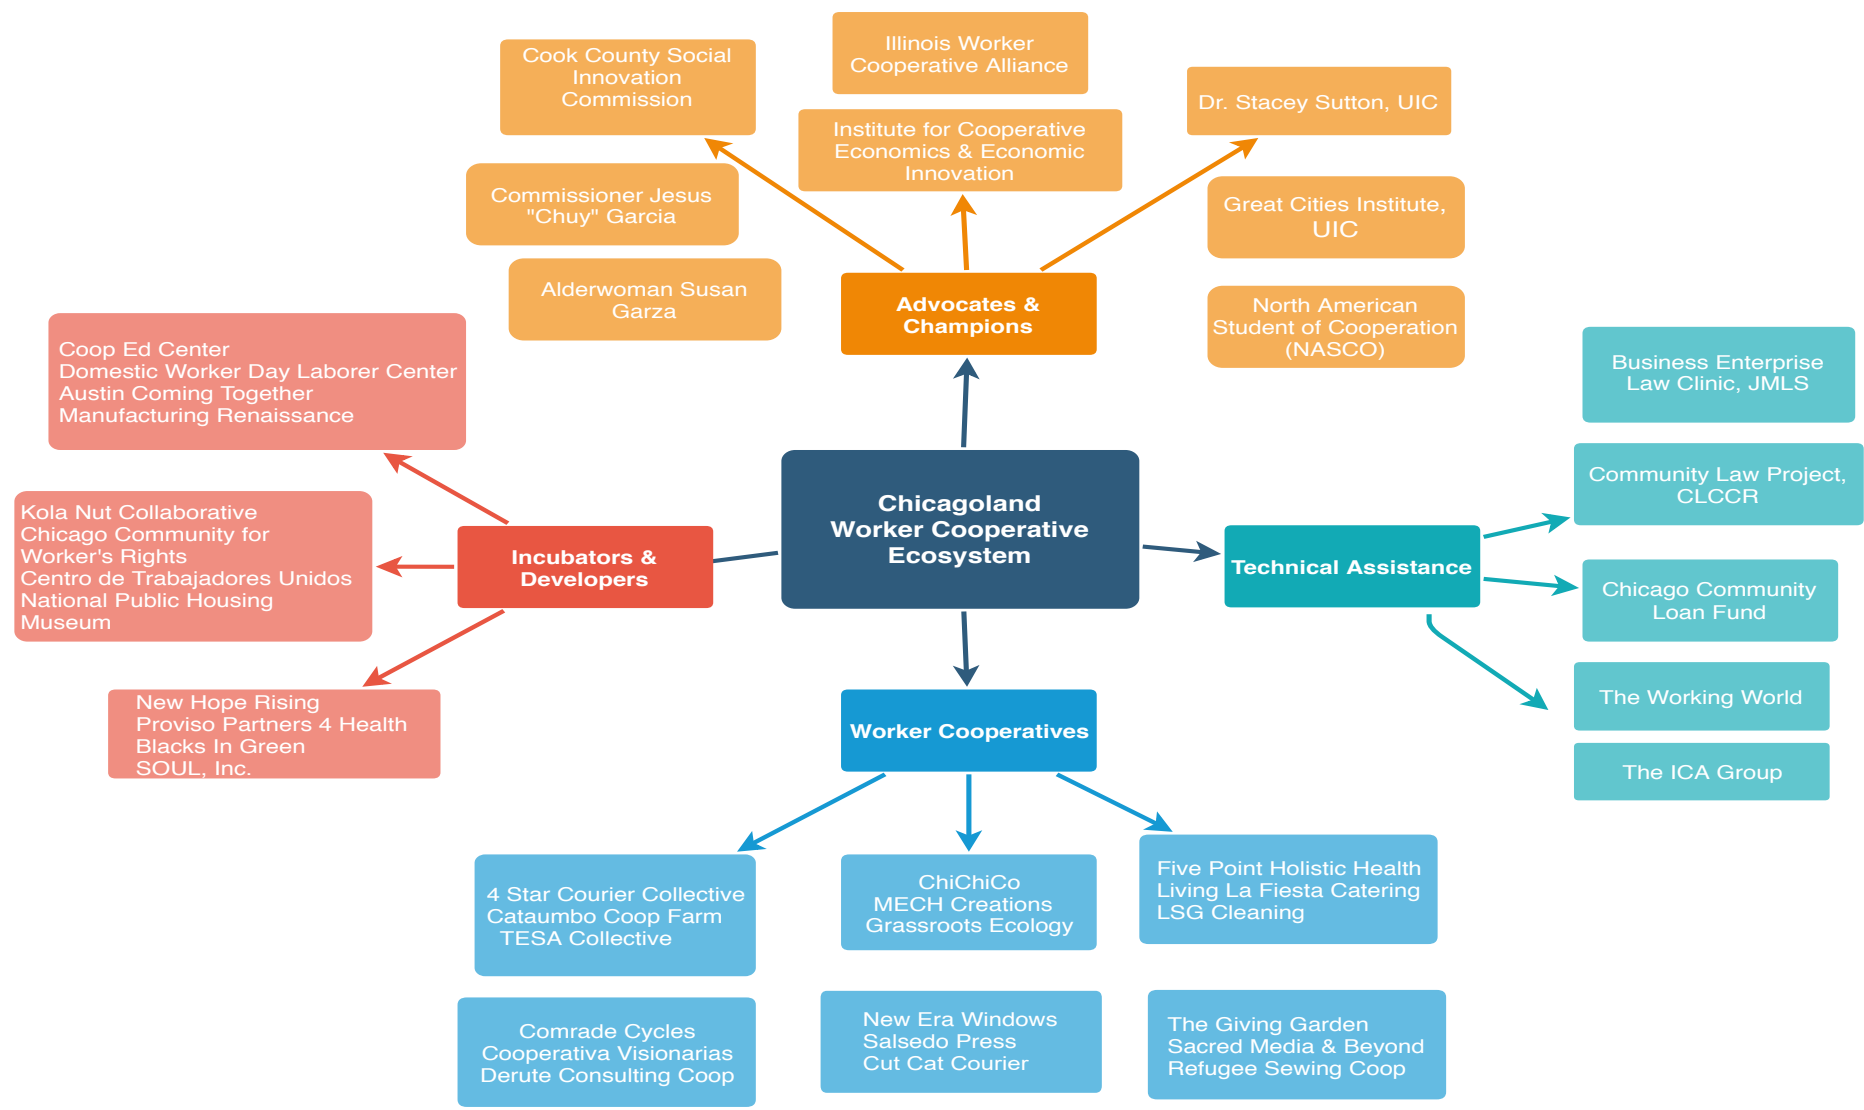 Illinois Worker
Cooperative Alliance
Cook County Social
Innovation
Commission
Dr. Stacey Sutton, UIC
Institute for Cooperative
Economics & Economic
Innovation
Commissioner Jesus
"Chuy" Garcia
Great Cities Institute,
UIC
Alderwoman Susan
Garza
Advocates &
Champions
North American
Student of Cooperation
(NASCO)
Coop Ed Center
Domestic Worker Day Laborer Center
Austin Coming Together
Manufacturing Renaissance
Business Enterprise
Law Clinic, JMLS
Community Law Project,
CLCCR
Kola Nut Collaborative
Chicago Community for
Worker's Rights
Centro de Trabajadores Unidos
National Public Housing
Museum
Incubators &
Developers
Chicagoland
Worker Cooperative
Ecosystem
Technical Assistance
Chicago Community
Loan Fund
The Working World
The ICA Group
New Hope Rising
Proviso Partners 4 Health
Blacks In Green
SOUL, Inc.
Worker Cooperatives
4 Star Courier Collective
Cataumbo Coop Farm
TESA Collective
ChiChiCo
MECH Creations
Grassroots Ecology
Five Point Holistic Health
Living La Fiesta Catering
LSG Cleaning
Comrade Cycles
Cooperativa Visionarias
Derute Consulting Coop
New Era Windows
Salsedo Press
Cut Cat Courier
The Giving Garden
Sacred Media & Beyond
Refugee Sewing Coop